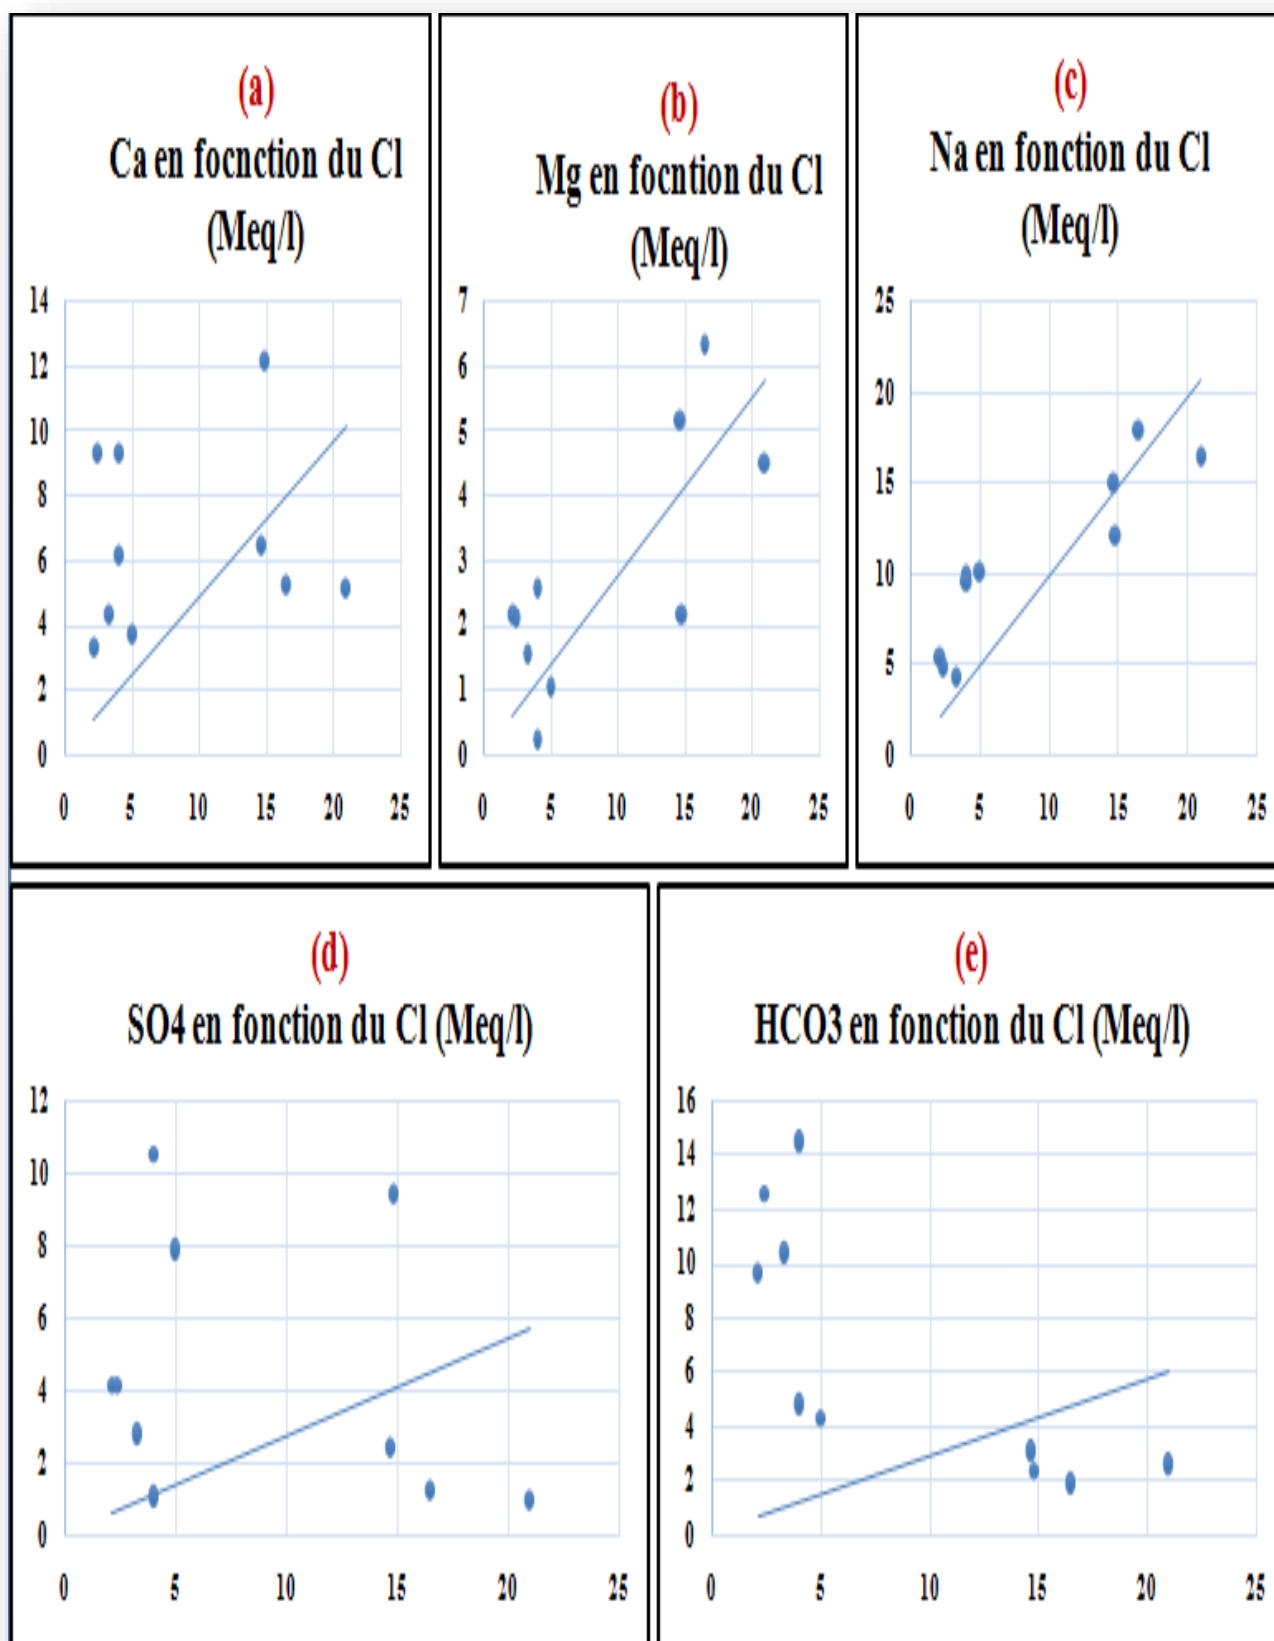 (a)
Ca en focnction du Cl
(Meq/l)
14
12
10
8
6
4
2
0
0 5 10 15 20 25
(b)
Mg en focntion du Cl
(Meq/l)
7
6
5
4
3
2
1
0
0 5 10 15 20 25
(c)
Na en fonction du Cl
(Meq/l)
25
20
15
10
5
0
0 5 10 15 20 25
(d)
SO4 en fonction du Cl (Meq/l)
12
10
8
6
4
2
0
0 5 10 15 20 25
(e)
HCO3 en fonction du Cl (Meq/l)
16
14
12
10
8
6
4
2
0
0 5 10 15 20 25